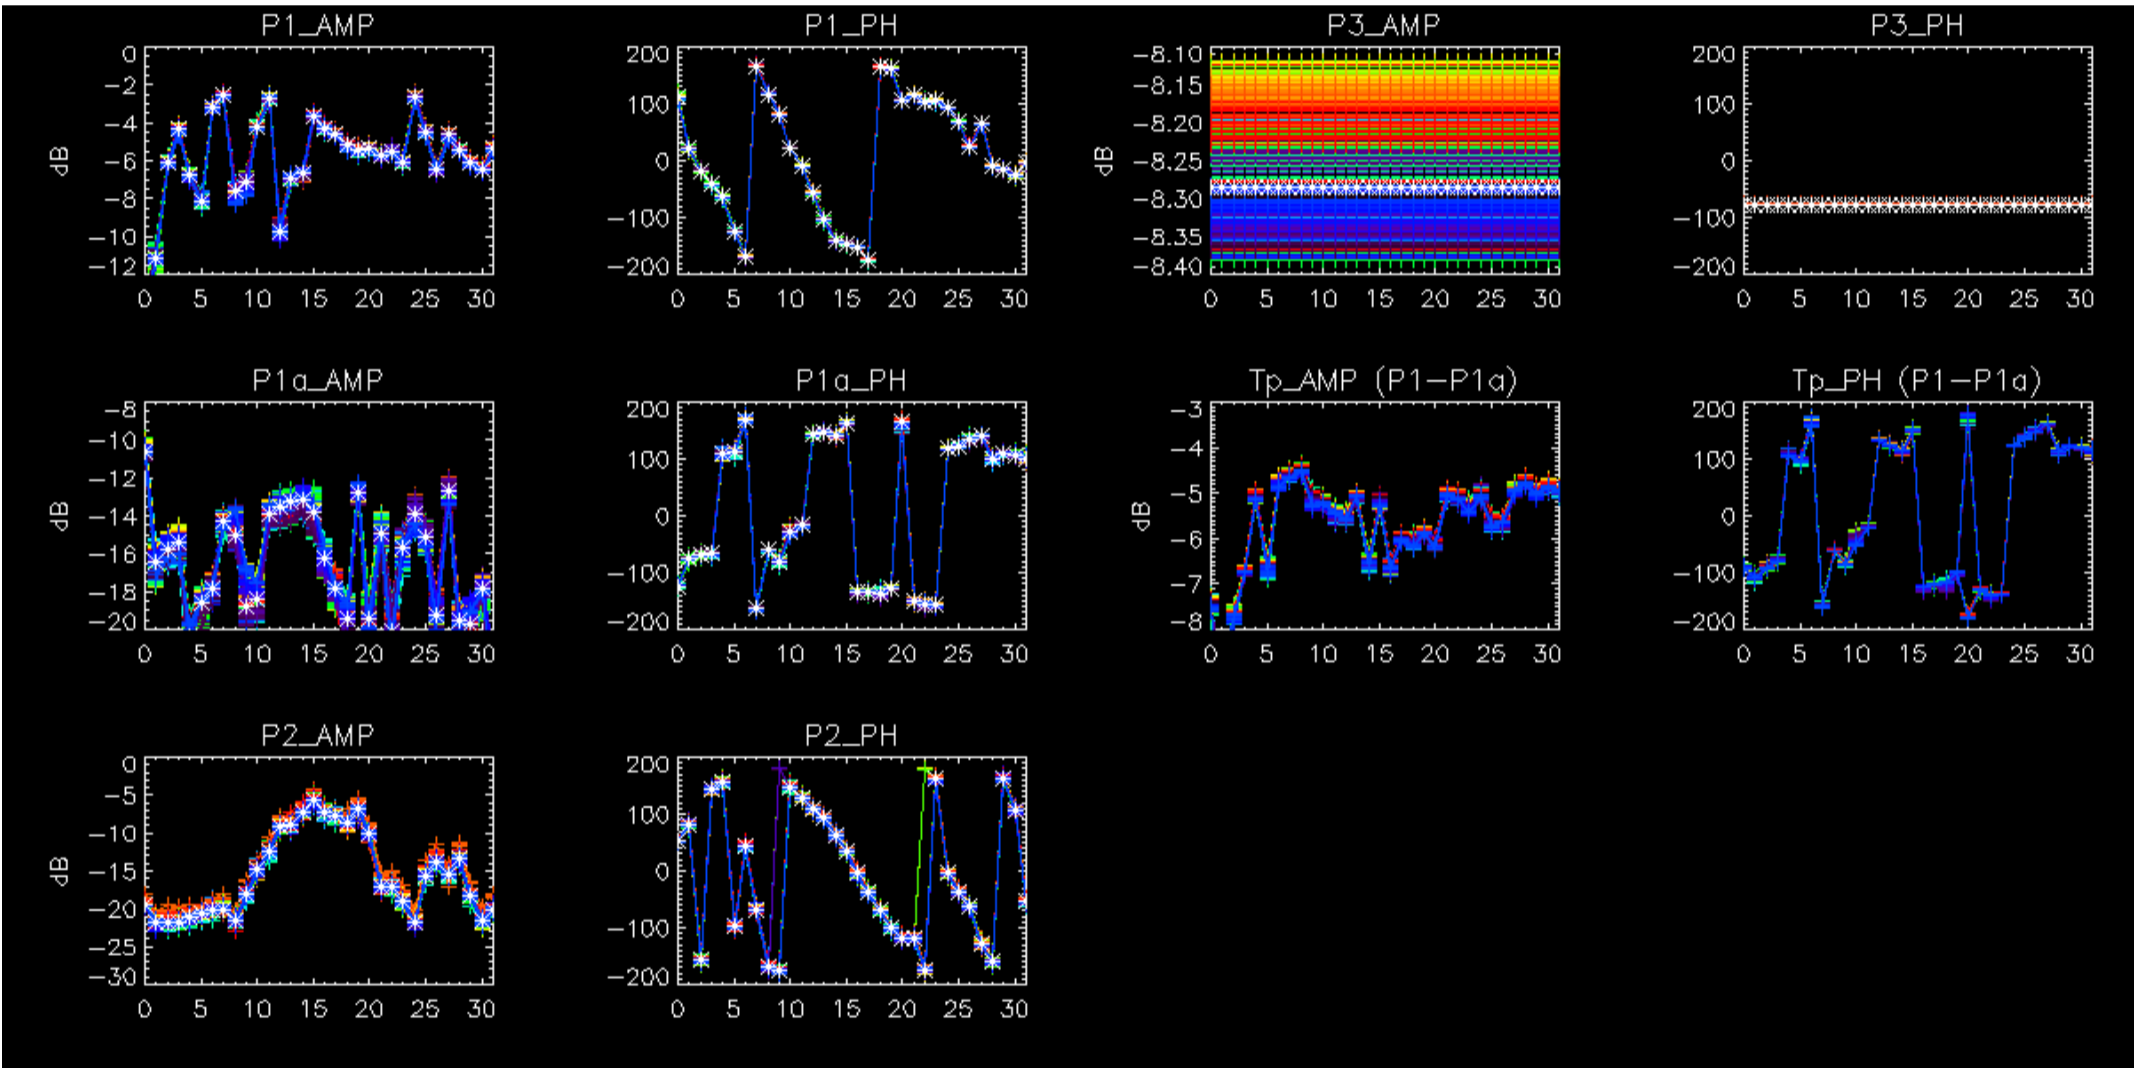 P1_AMP
0
−2
−4
−6
−8
−10
−12
dB
0 5 10 15 20 25 30
P1_PH
200
100
0
−100
−200
0 5 10 15 20 25 30
P3_AMP
−8.10
−8.15
−8.20
−8.25
−8.30
−8.35
−8.40
dB
0 5 10 15 20 25 30
P3_PH
200
100
0
−100
−200
0 5 10 15 20 25 30
P1a_AMP
−8
−10
−12
−14
−16
−18
−20
dB
0 5 10 15 20 25 30
P1a_PH
200
100
0
−100
−200
0 5 10 15 20 25 30
Tp_AMP (P1−P1a)
−3
−4
−5
−6
−7
−8
dB
0 5 10 15 20 25 30
Tp_PH (P1−P1a)
200
100
0
−100
−200
0 5 10 15 20 25 30
P2_AMP
0
−5
−10
−15
−20
−25
−30
dB
0 5 10 15 20 25 30
P2_PH
200
100
0
−100
−200
0 5 10 15 20 25 30